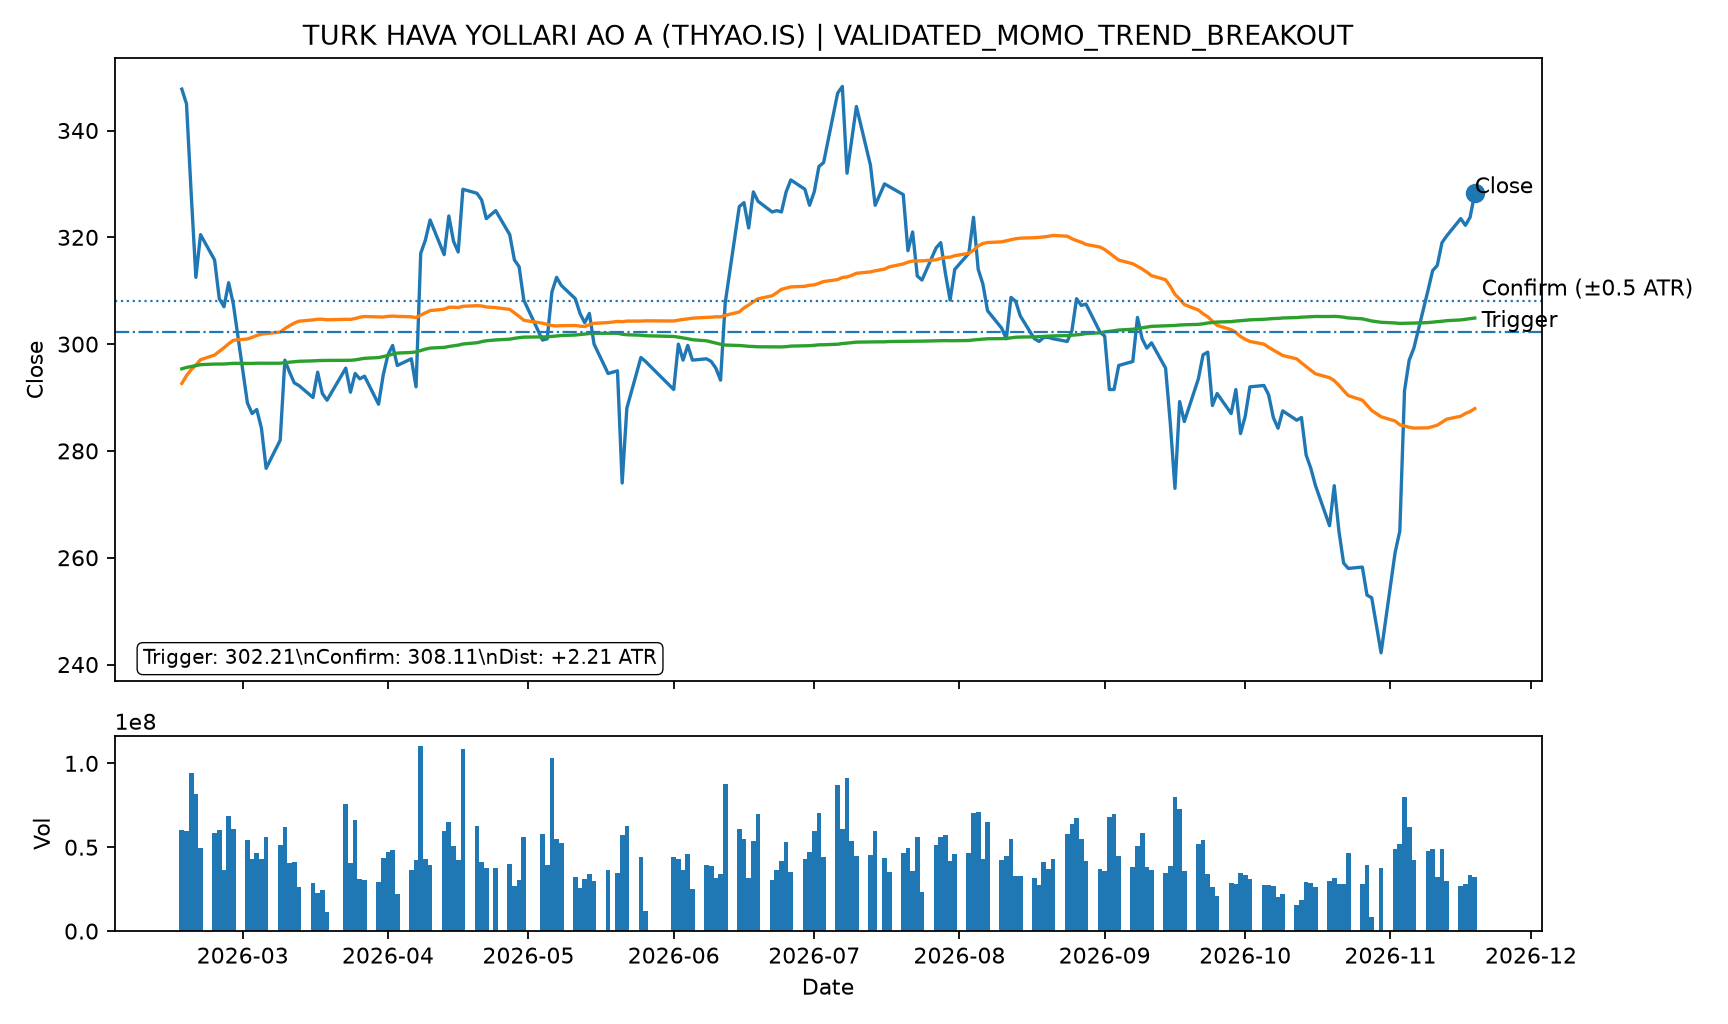 TURK HAVA YOLLARI AO A (THYAO.IS) | VALIDATED_MOMO_TREND_BREAKOUT
Close
340
320
300
280
260
240
Close
Confirm (±0.5 ATR)
Trigger
Trigger: 302.21\nConfirm: 308.11\nDist: +2.21 ATR
1e8
Vol
1.0
0.5
0.0
2026-03 2026-04 2026-05 2026-06 2026-07 2026-08 2026-09 2026-10 2026-11 2026-12
Date